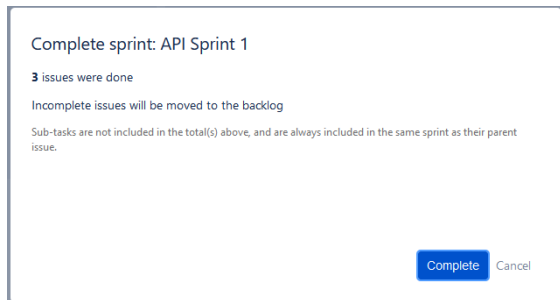 Complete sprint: API Sprint 1
3 issues were done
Incomplete issues will be moved to the backlog
Sub-tasks are not included in the total(s) above, and are always included in the same sprint as their parent
issue.
Complete Cancel